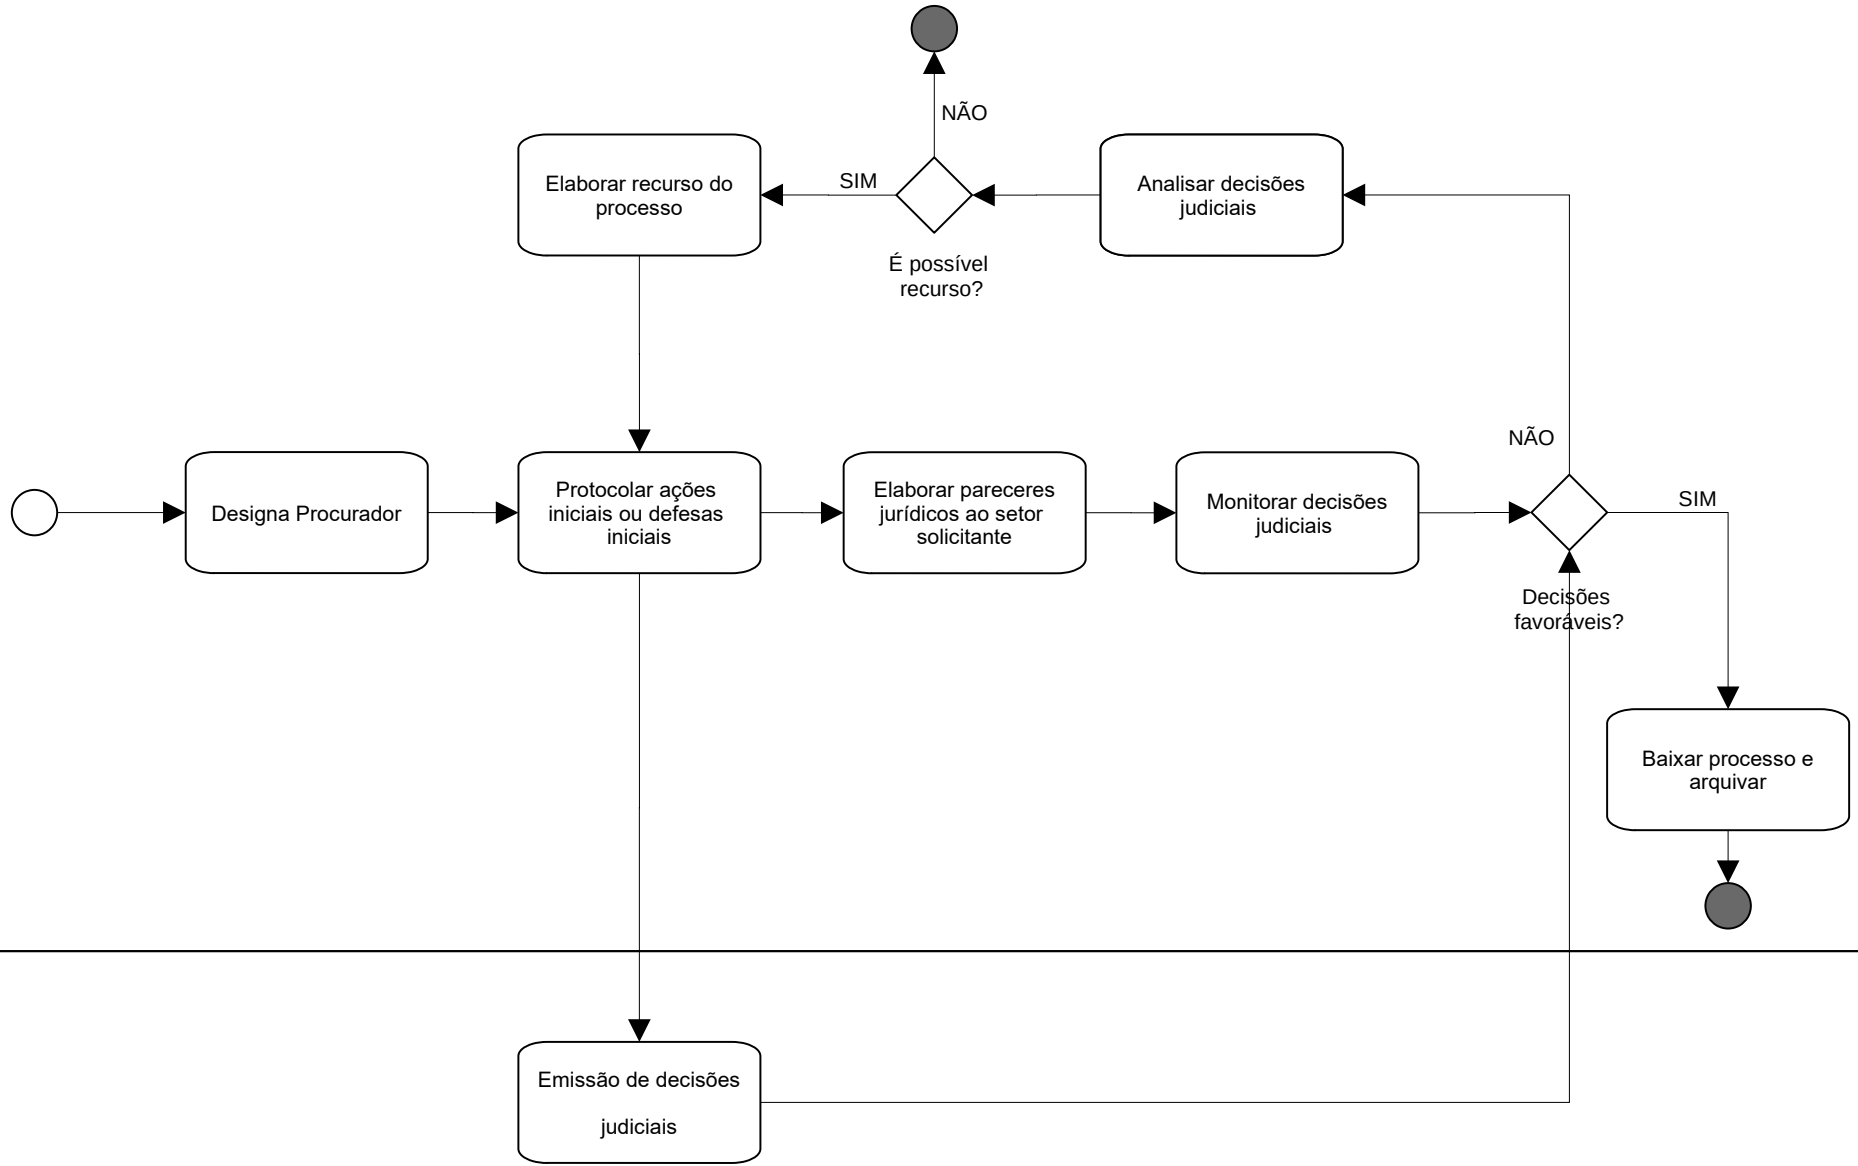 NÃO
Elaborar recurso do
processo
SIM
É possível
recurso?
Analisar decisões
judiciais
Designa Procurador
Protocolar ações
iniciais ou defesas
iniciais
Elaborar pareceres
jurídicos ao setor
solicitante
Monitorar decisões
judiciais
NÃO
SIM
Decisões
favoráveis?
Baixar processo e
arquivar
Emissão de decisões
judiciais